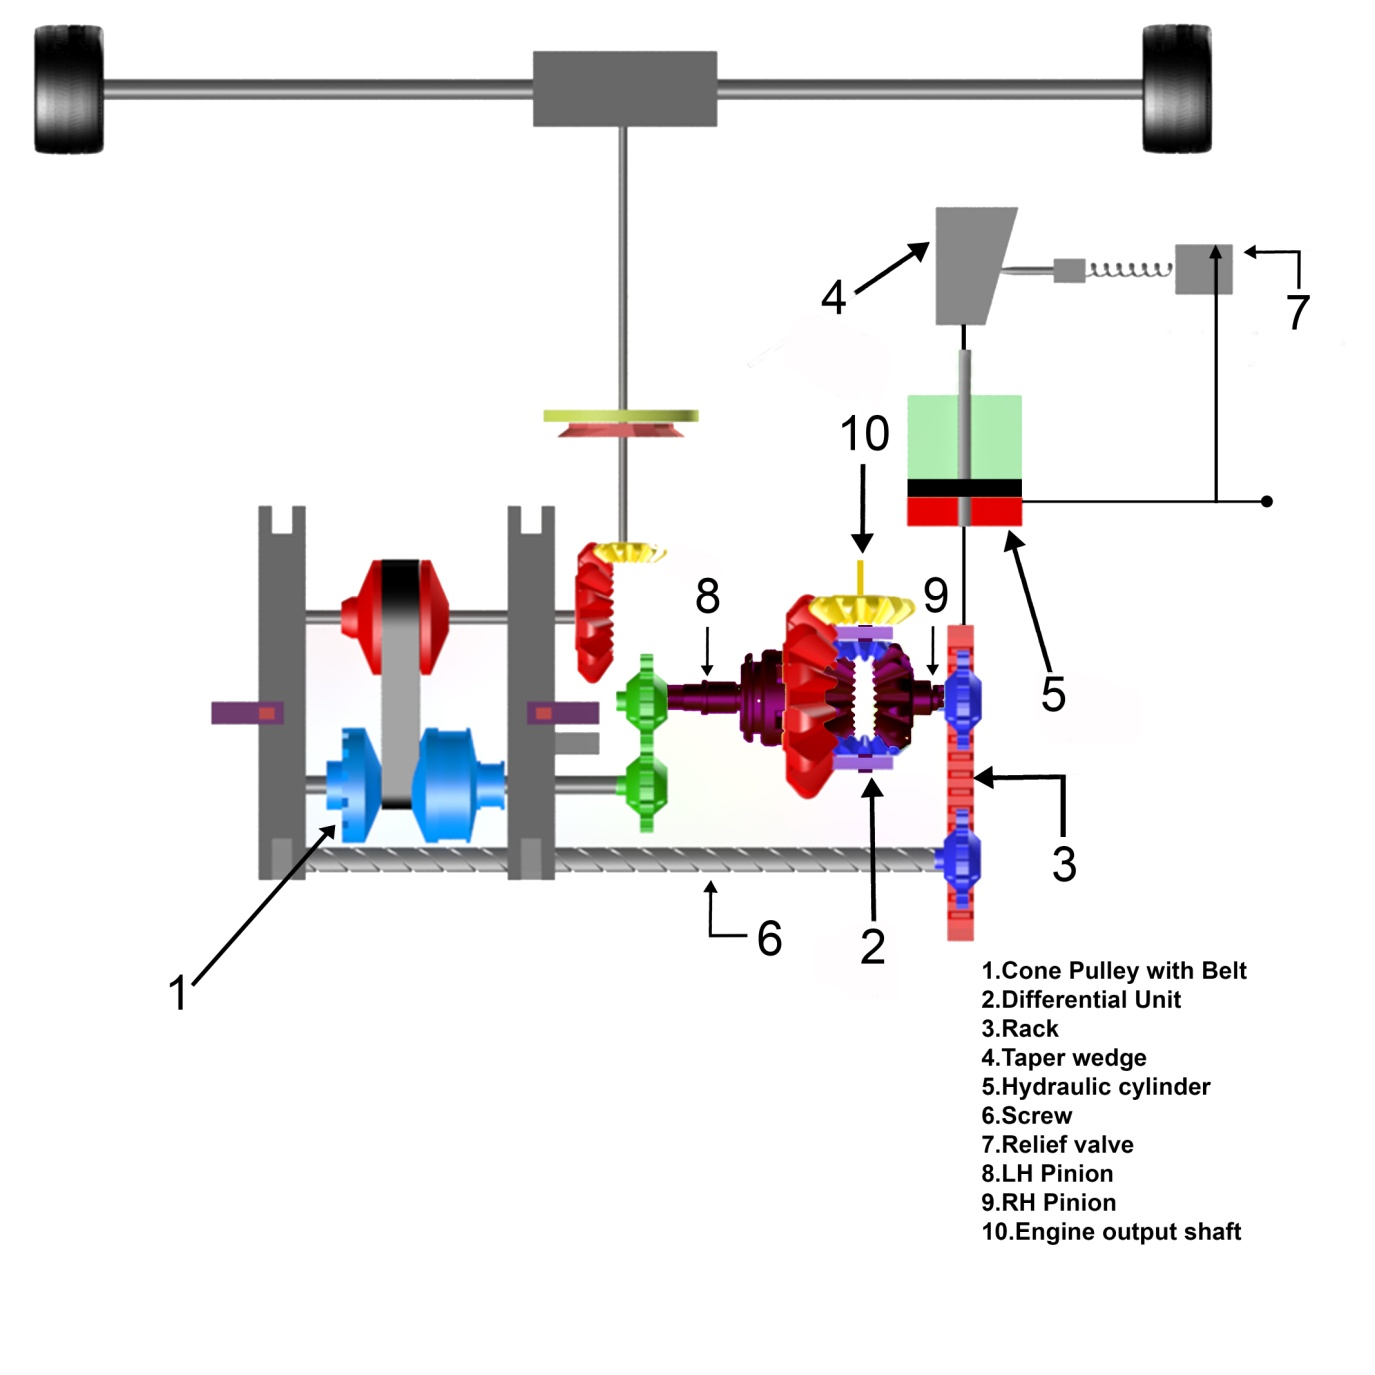 4
7
10
8
9
5
3
6
2
1
1.Cone Pulley with Belt
2.Differential Unit
3.Rack
4.Taper wedge
5.Hydraulic cylinder
6.Screw
7.Relief valve
8.LH Pinion
9.RH Pinion
10.Engine output shaft